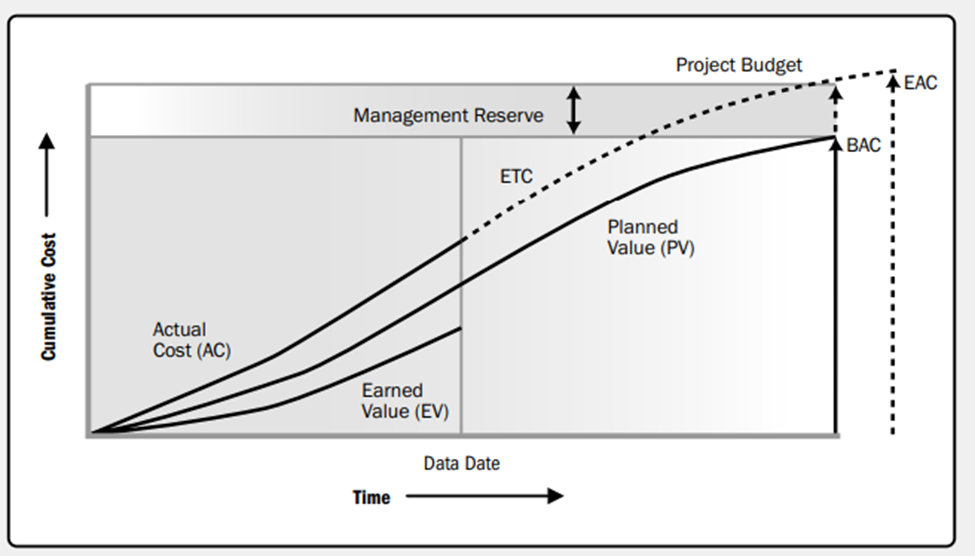 Project Budget
EAC
Management Reserve
BAC
ETC
Planned
Value (PV)
Cumulative Cost
Actual
Cost (AC)
Earned
Value (EV)
Data Date
Time